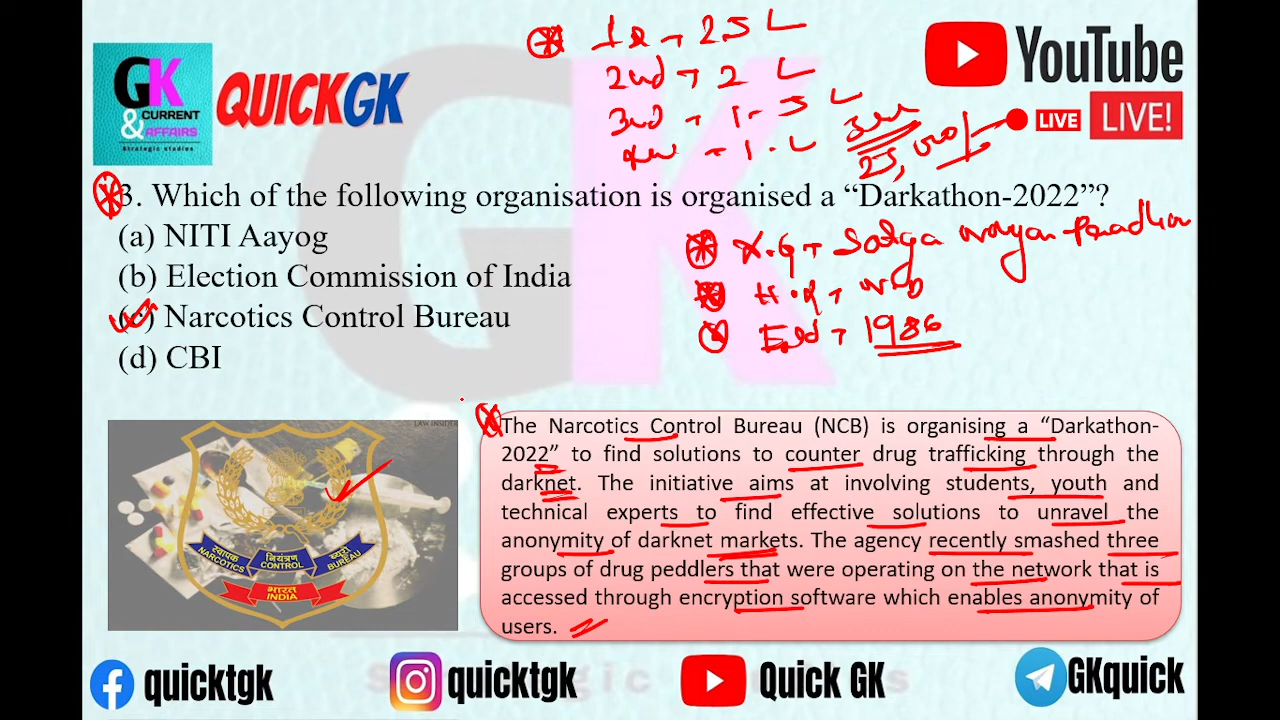 GK
CURRENT
& AFFAIRS
Strategic studies
QUICKGK
YouTube
LIVE
LIVE!
1st → 2.5 L
2nd → 2 L
3rd → 1.5 L
→ 1. L
25,000/-
3. Which of the following organisation is organised a “Darkathon-2022”?
(a) NITI Aayog
(b) Election Commission of India
(c) Narcotics Control Bureau
(d) CBI
→ 1986
LAW INSIDER
स्वापक नियंत्रण ब्यूरो
NARCOTICS CONTROL BUREAU
भारत
INDIA
The Narcotics Control Bureau (NCB) is organising a “Darkathon-
2022” to find solutions to counter drug trafficking through the
darknet. The initiative aims at involving students, youth and
technical experts to find effective solutions to unravel the
anonymity of darknet markets. The agency recently smashed three
groups of drug peddlers that were operating on the network that is
accessed through encryption software which enables anonymity of
users.
quicktgk
quicktgk
Quick GK
GKquick